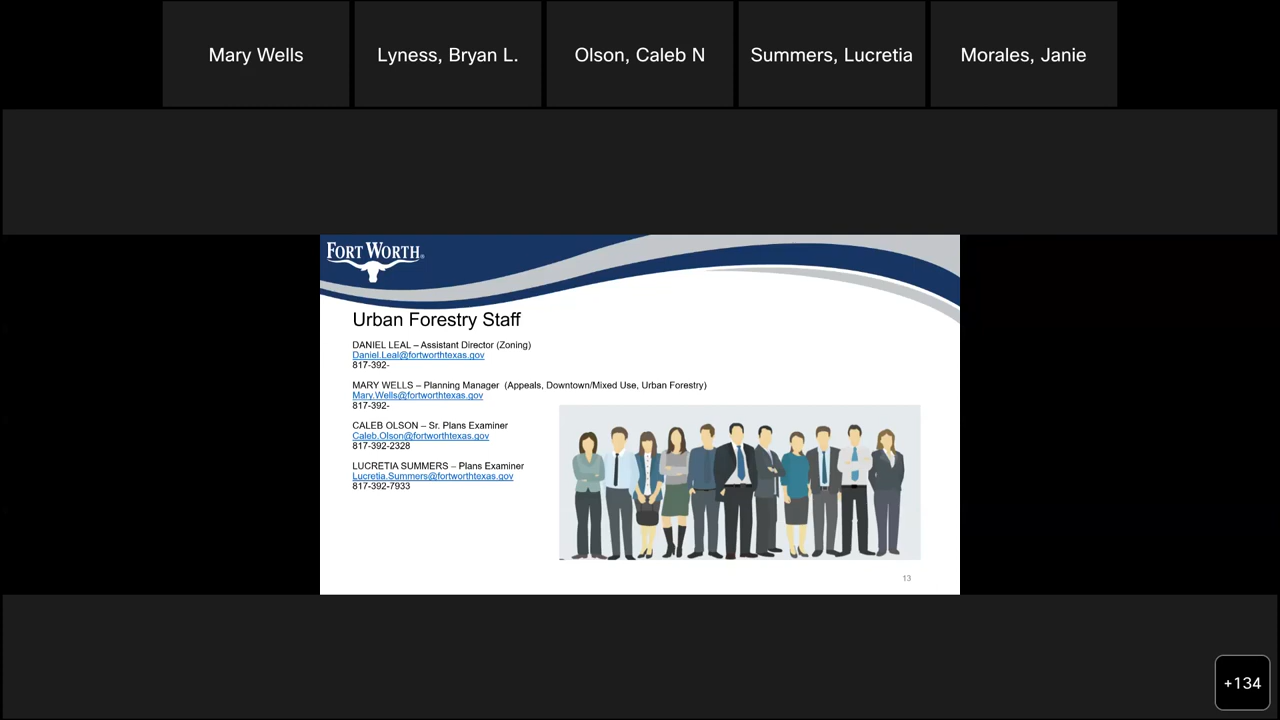 Mary Wells
Lyness, Bryan L.
Olson, Caleb N
Summers, Lucretia
Morales, Janie
FORT WORTH®
Urban Forestry Staff
DANIEL LEAL – Assistant Director (Zoning)
Daniel.Leal@fortworthtexas.gov
817-392-
MARY WELLS – Planning Manager (Appeals, Downtown/Mixed Use, Urban Forestry)
Mary.Wells@fortworthtexas.gov
817-392-
CALEB OLSON – Sr. Plans Examiner
Caleb.Olson@fortworthtexas.gov
817-392-2328
LUCRETIA SUMMERS – Plans Examiner
Lucretia.Summers@fortworthtexas.gov
817-392-7933
13
+134